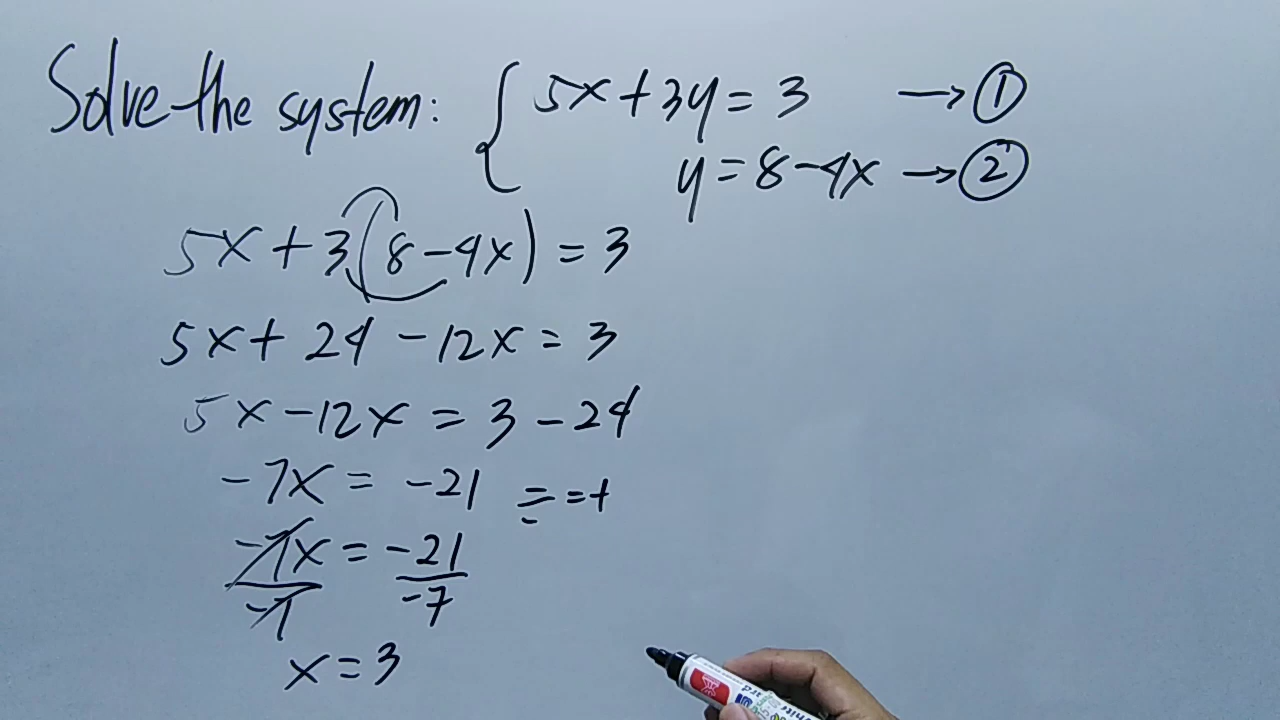 Solve the system: { 5x + 3y = 3 → ①
y = 8 - 4x → ②
5x + 3(8 - 4x) = 3
5x + 24 - 12x = 3
5x - 12x = 3 - 24
-7x = -21 -/- = +
-7x/-7 = -21/-7
x = 3